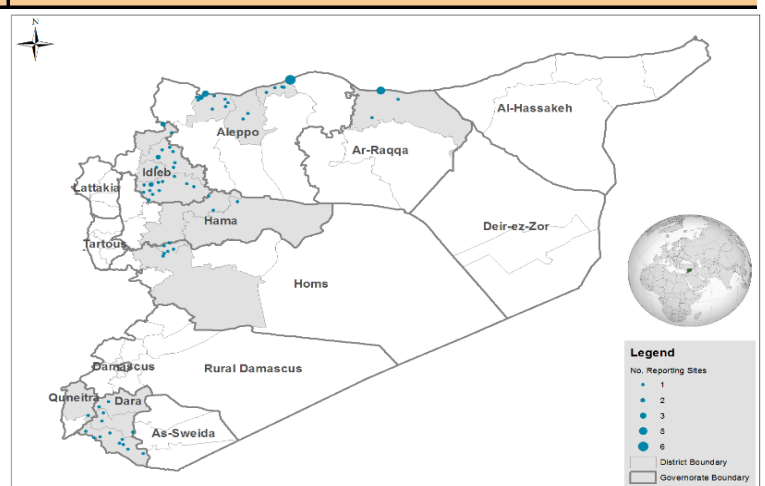 N
Al-Hassakeh
Aleppo
Ar-Raqqa
Idleb
Lattakia
Hama
Deir-ez-Zor
Tartous
Homs
Damascus
Rural Damascus
Quneitra
Dara
As-Sweida
Legend
No. Reporting Sites
1
2
3
5
6
District Boundary
Governorate Boundary